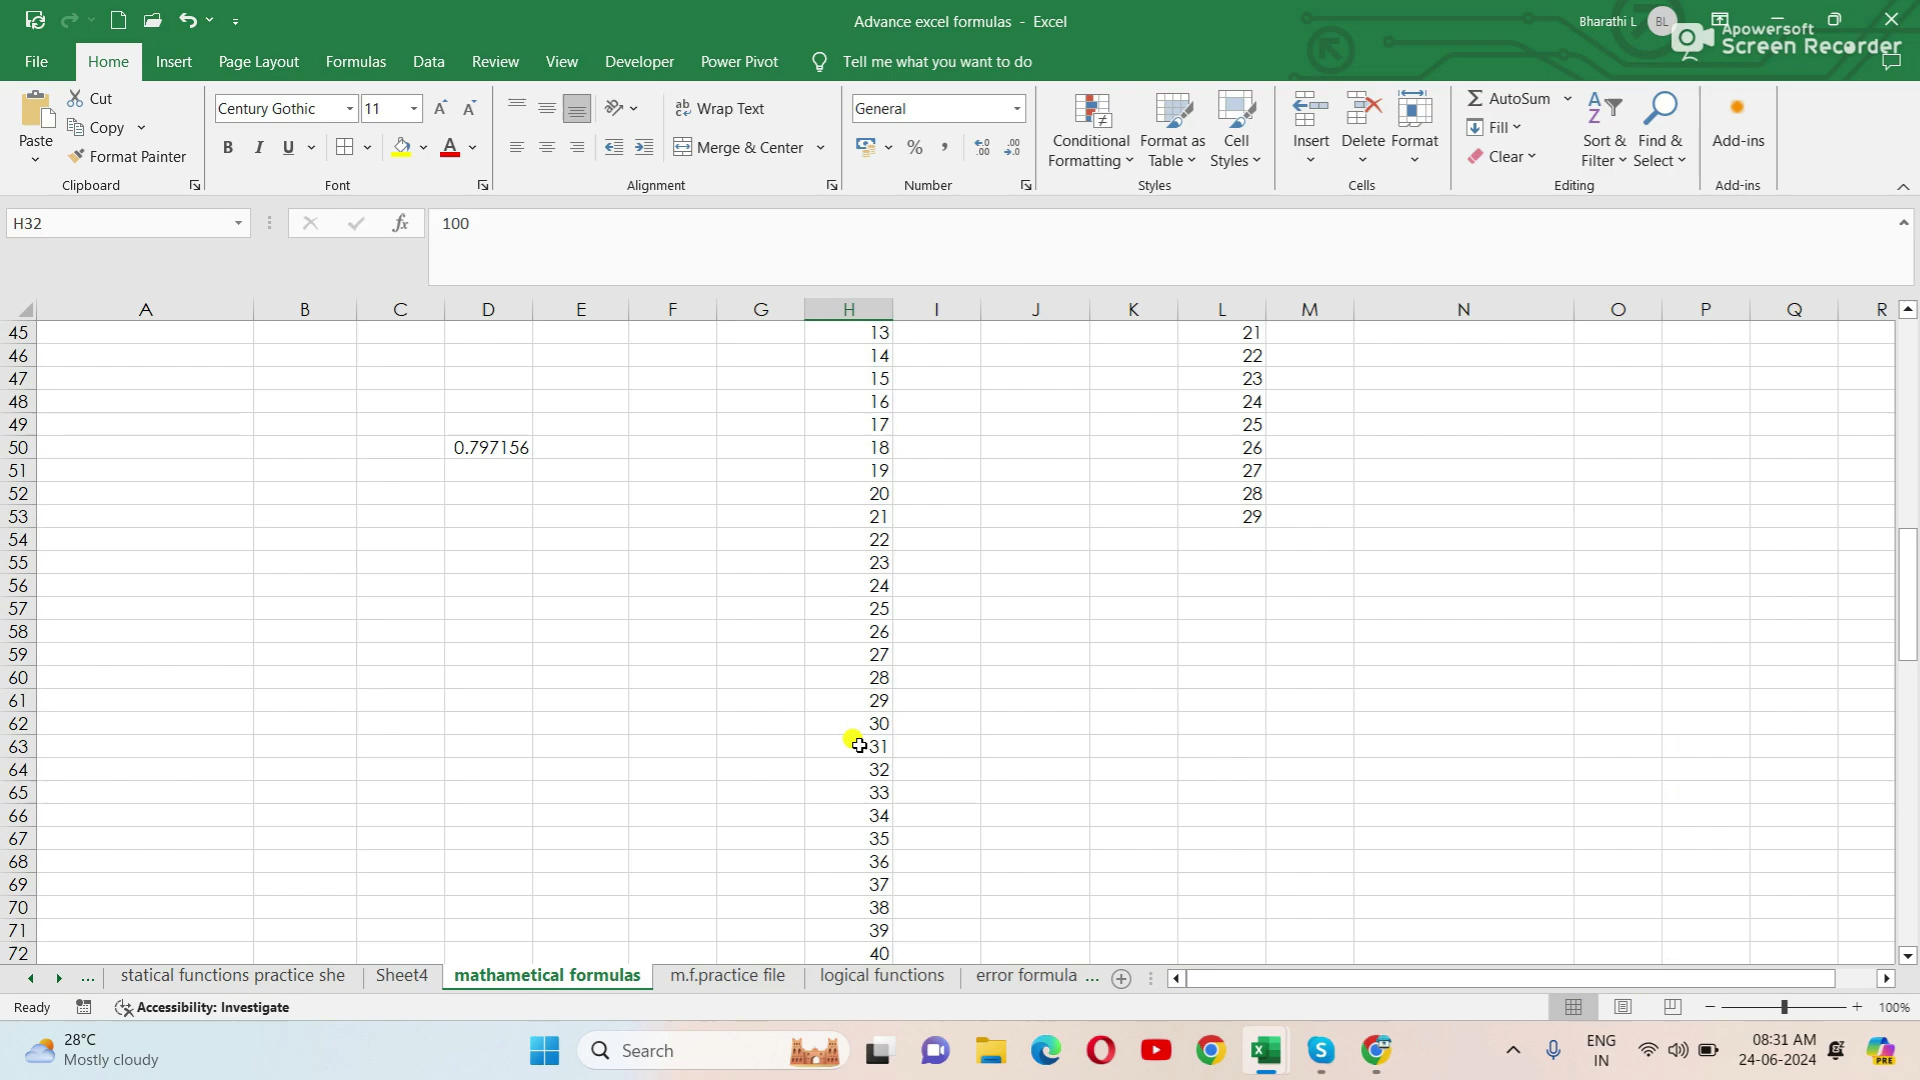 Advance excel formulas - Excel
Bharathi L
BL
Apowersoft
Screen Recorder
File
Home
Insert
Page Layout
Formulas
Data
Review
View
Developer
Power Pivot
Tell me what you want to do
Paste
Cut
Copy
Format Painter
Clipboard
Century Gothic
11
B
I
U
Font
Wrap Text
Merge & Center
Alignment
General
Number
Conditional Formatting
Format as Table
Cell Styles
Styles
Insert
Delete
Format
Cells
AutoSum
Fill
Clear
Sort & Filter
Find & Select
Editing
Add-ins
Add-ins
H32
fx
100
A B C D E F G H I J K L M N O P Q R
45 13 21
46 14 22
47 15 23
48 16 24
49 17 25
50 0.797156 18 26
51 19 27
52 20 28
53 21 29
54 22
55 23
56 24
57 25
58 26
59 27
60 28
61 29
62 30
63 31
64 32
65 33
66 34
67 35
68 36
69 37
70 38
71 39
72 40
... statical functions practice she Sheet4 mathametical formulas m.f.practice file logical functions error formula ...
Ready
Accessibility: Investigate
100%
28°C
Mostly cloudy
Search
ENG
IN
08:31 AM
24-06-2024
PRE